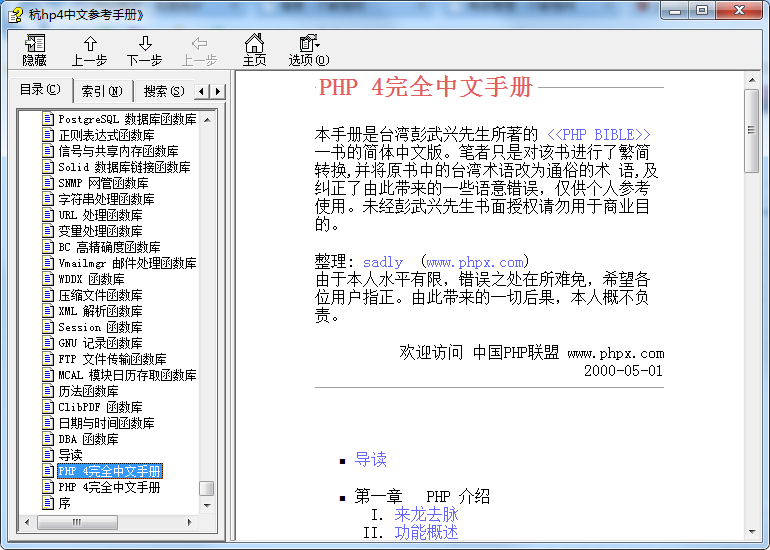 秔hp4中文参考手册》
隐藏 上一步 下一步 上一步 主页 选项(O)
目录(C) 索引(N) 搜索(S)
PostgreSQL 数据库函数库
正则表达式函数库
信号与共享内存函数库
Solid 数据库链接函数库
SNMP 网管函数库
字符串处理函数库
URL 处理函数库
变量处理函数库
BC 高精确度函数库
Vmailmgr 邮件处理函数库
WDDX 函数库
压缩文件函数库
XML 解析函数库
Session 函数库
GNU 记录函数库
FTP 文件传输函数库
MCAL 模块日历存取函数库
历法函数库
ClibPDF 函数库
日期与时间函数库
DBA 函数库
导读
PHP 4完全中文手册
PHP 4完全中文手册
序
PHP 4完全中文手册
本手册是台湾彭武兴先生所著的 <<PHP BIBLE>>
一书的简体中文版。笔者只是对该书进行了繁简
转换,并将原书中的台湾术语改为通俗的术 语,及
纠正了由此带来的一些语意错误，仅供个人参考
使用。未经彭武兴先生书面授权请勿用于商业目
的。
整理: sadly (www.phpx.com)
由于本人水平有限，错误之处在所难免，希望各
位用户指正。由此带来的一切后果，本人概不负
责。
欢迎访问 中国PHP联盟 www.phpx.com
2000-05-01
导读
第一章 PHP 介绍
I. 来龙去脉
II. 功能概述